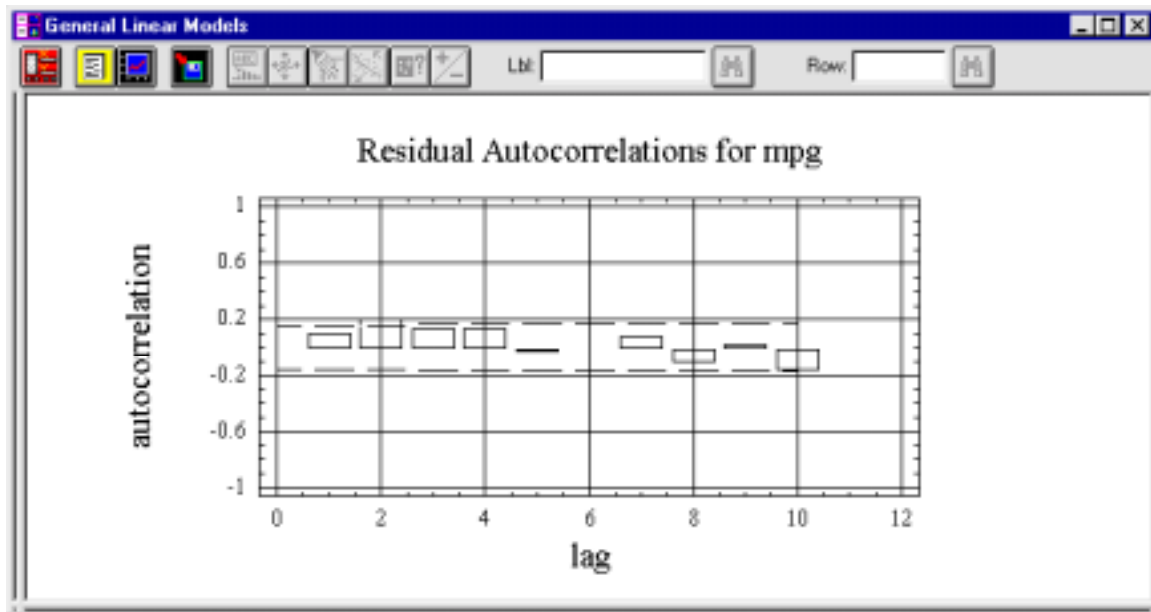 General Linear Models
Lbl: Row:
Residual Autocorrelations for mpg
autocorrelation
1
0.6
0.2
-0.2
-0.6
-1
0 2 4 6 8 10 12
lag